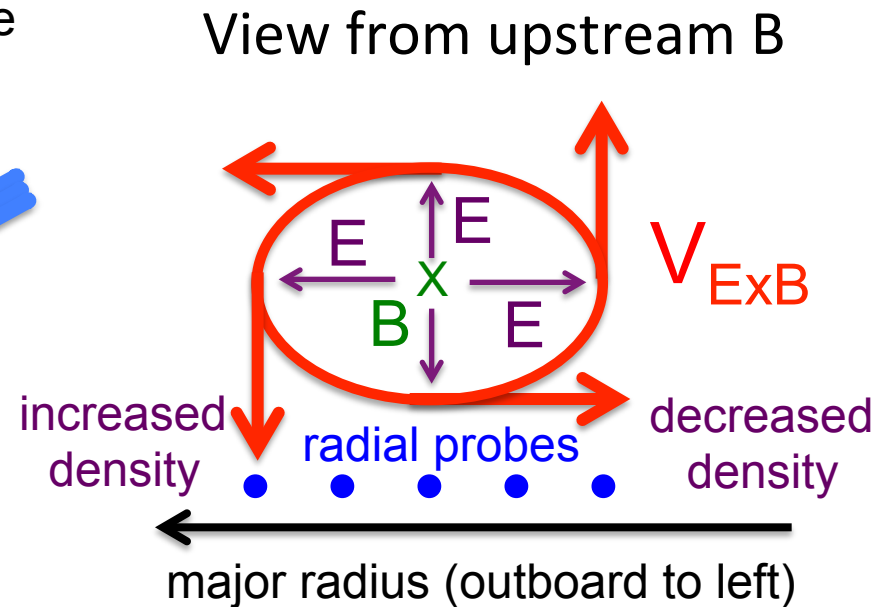 e
View from upstream B
E
E
X
B
E
V ExB
increased
density
radial probes
decreased
density
major radius (outboard to left)